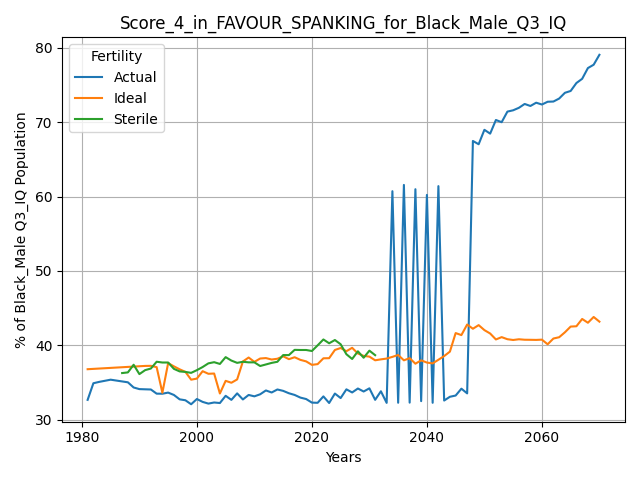 Score_4_in_FAVOUR_SPANKING_for_Black_Male_Q3_IQ
Fertility
Actual
Ideal
Sterile
% of Black_Male Q3_IQ Population
80
70
60
50
40
30
1980
2000
2020
2040
2060
Years